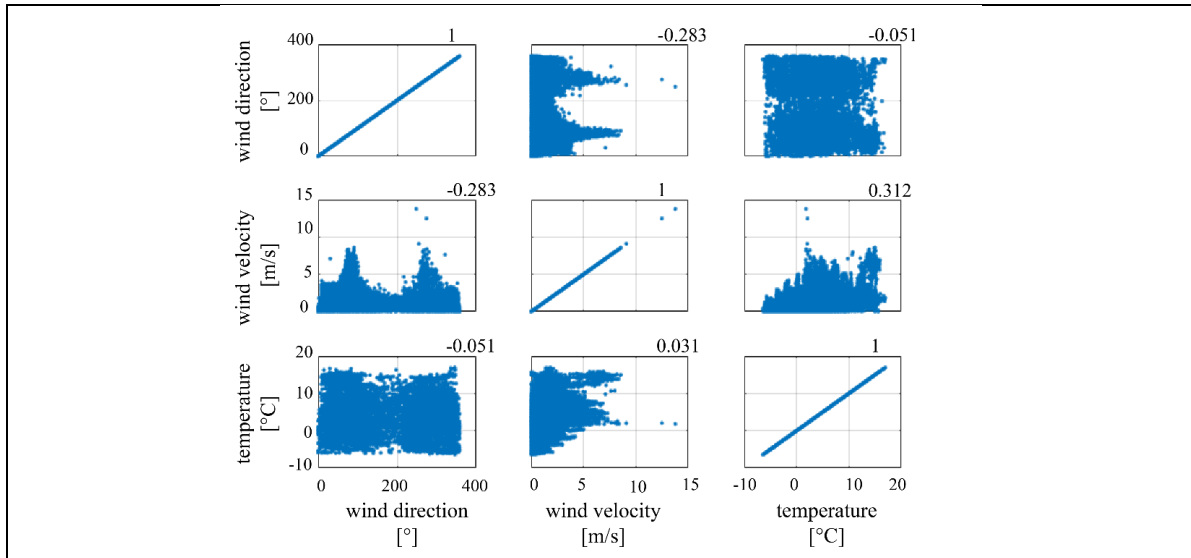 1 -0.283 -0.051
400
200
0
wind direction
[°]
-0.283 1 0.312
15
10
5
0
wind velocity
[m/s]
-0.051 0.031 1
20
10
0
-10
temperature
[°C]
0 200 400 0 5 10 15 -10 0 10 20
wind direction wind velocity temperature
[°] [m/s] [°C]